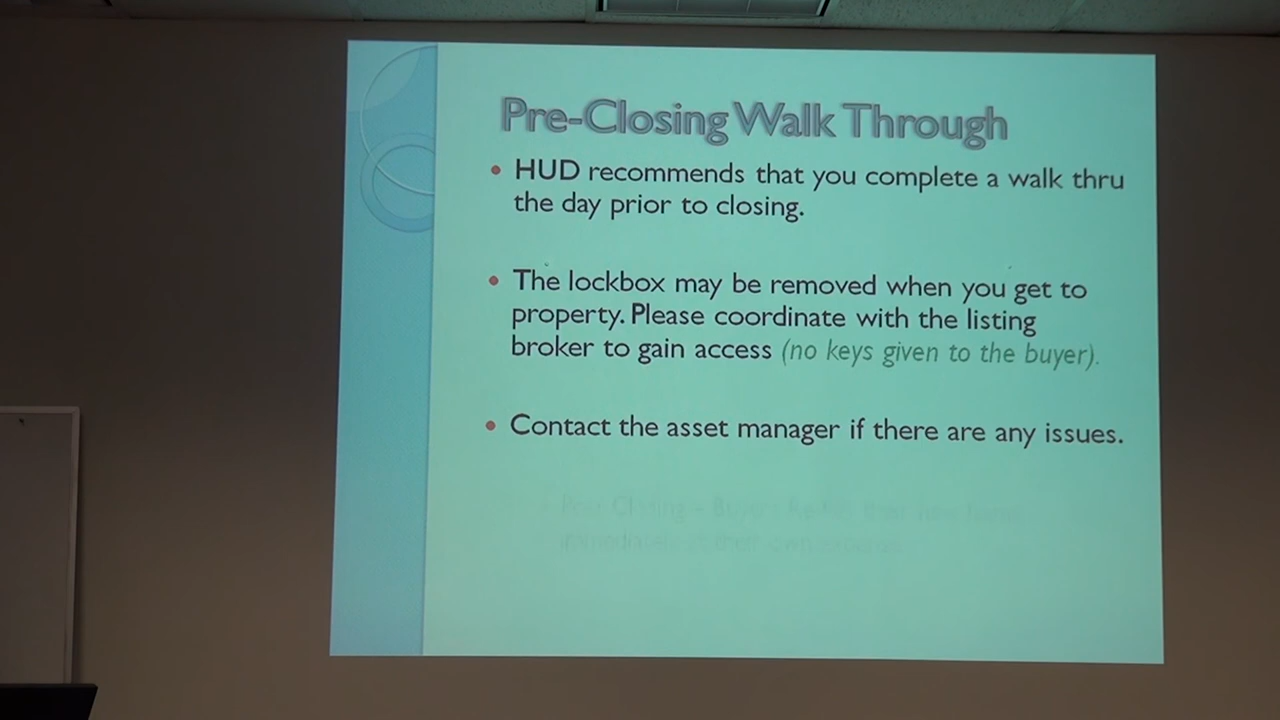 Pre-Closing Walk Through
• HUD recommends that you complete a walk thru
the day prior to closing.
• The lockbox may be removed when you get to
property. Please coordinate with the listing
broker to gain access (no keys given to the buyer).
• Contact the asset manager if there are any issues.